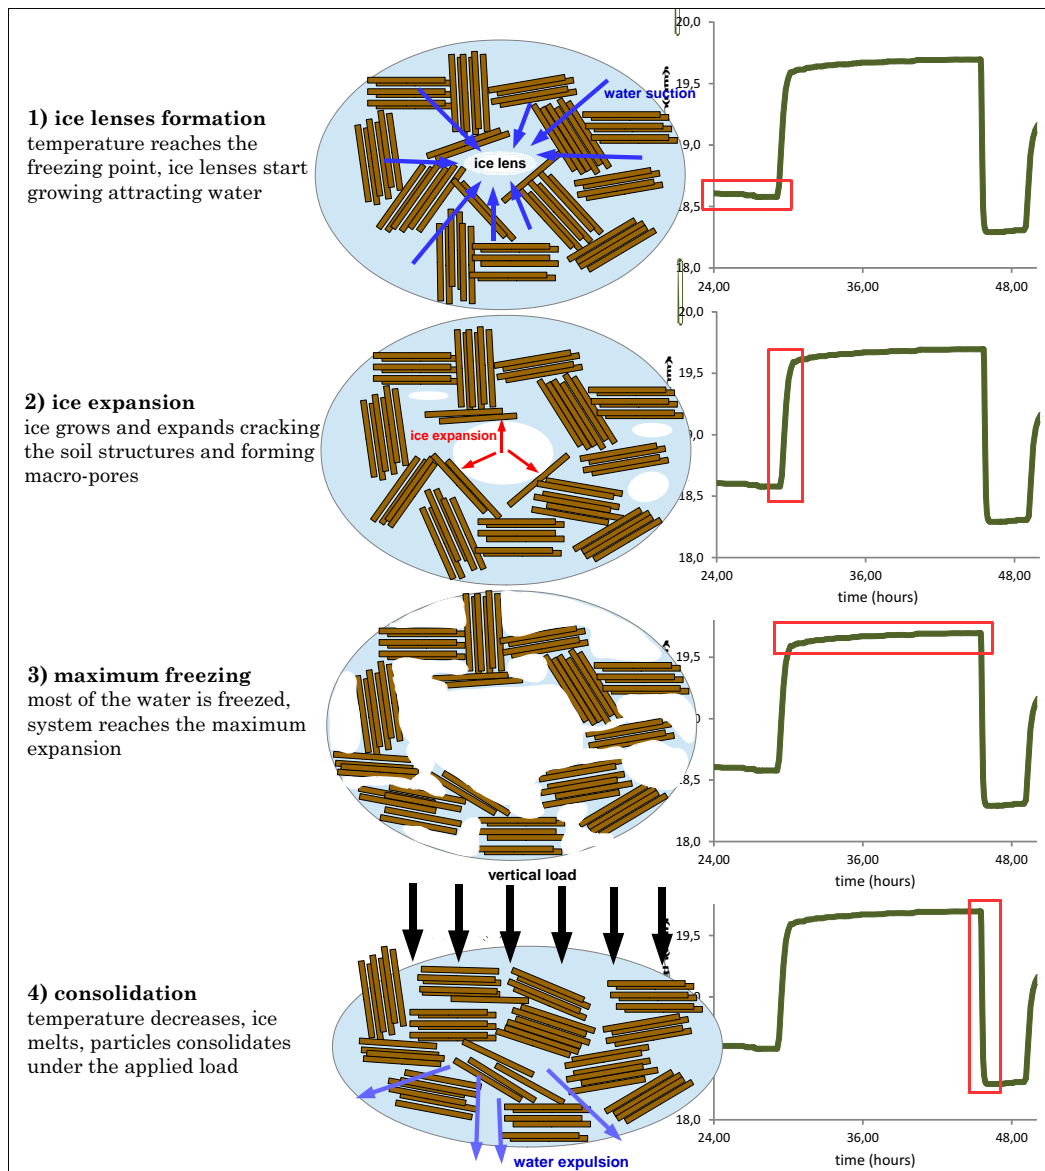 1) ice lenses formation
temperature reaches the
freezing point, ice lenses start
growing attracting water
water suction
ice lens
20,0
19,5
19,0
18,5
18,0
24,00
36,00
48,00
2) ice expansion
ice grows and expands cracking
the soil structures and forming
macro-pores
ice expansion
20,0
19,5
9,0
18,5
18,0
24,00
36,00
48,00
time (hours)
3) maximum freezing
most of the water is freezed,
system reaches the maximum
expansion
19,5
0
8,5
18,0
24,00
36,00
48,00
time (hours)
vertical load
4) consolidation
temperature decreases, ice
melts, particles consolidates
under the applied load
water expulsion
19,5
18,0
24,00
36,00
48,00
time (hours)